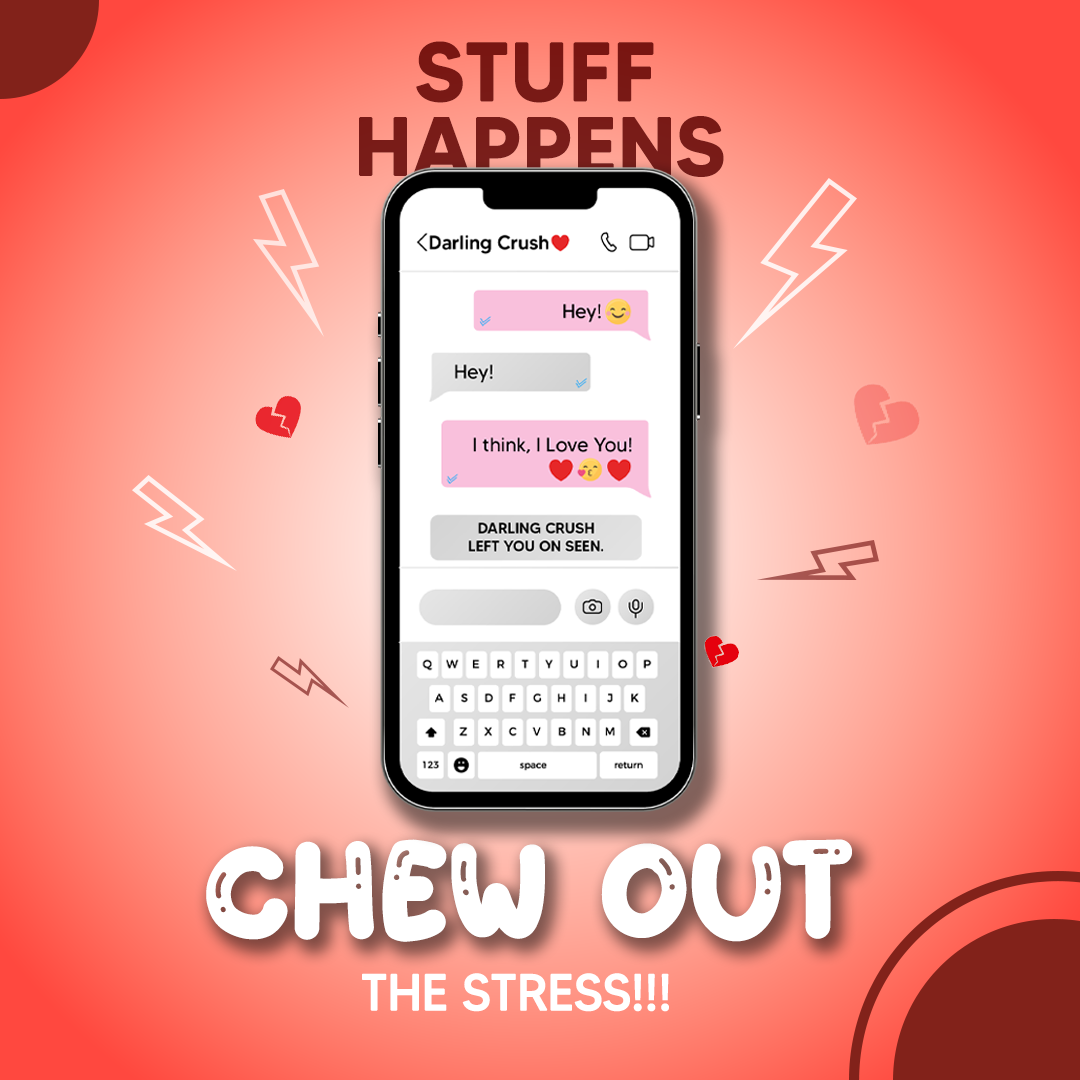 STUFF
HAPPENS
<Darling Crush❤️
Hey! 😊
Hey!
I think, I Love You!
❤️😘❤️
DARLING CRUSH
LEFT YOU ON SEEN.
Q W E R T Y U I O P
A S D F G H I J K
Z X C V B N M
123 space return
CHEW OUT
THE STRESS!!!